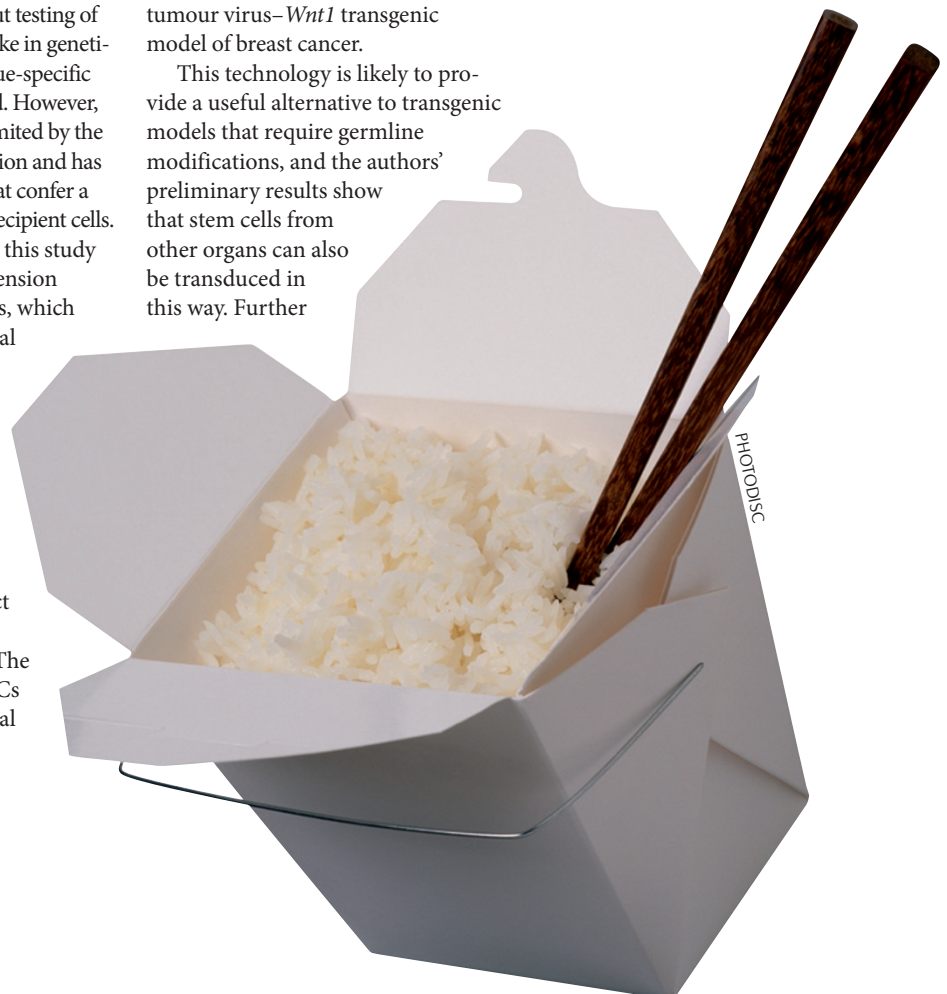 ut testing of
ke in geneti-
ue-specific
d. However,
mited by the
ion and has
at confer a
ecipient cells.
this study
ension
s, which
al
ct
The
Cs
al
tumour virus–Wnt1 transgenic
model of breast cancer.
This technology is likely to pro-
vide a useful alternative to transgenic
models that require germline
modifications, and the authors’
preliminary results show
that stem cells from
other organs can also
be transduced in
this way. Further
PHOTODISC